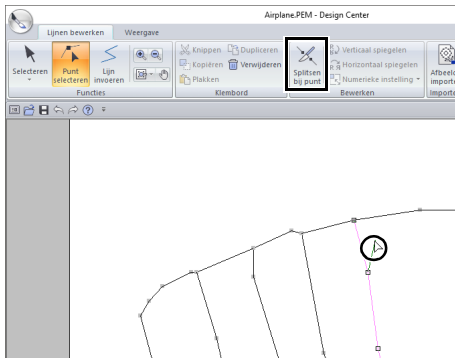 Airplane.PEM - Design Center
Lijnen bewerken Weergave
Knippen Dupliceren Verticaal spiegelen
Selecteren Punt selecteren Lijn invoeren Kopiëren Verwijderen Splitsen bij punt Horizontaal spiegelen Afbeeld importe
Plakken Numerieke instelling
Functies Klembord Bewerken Importe